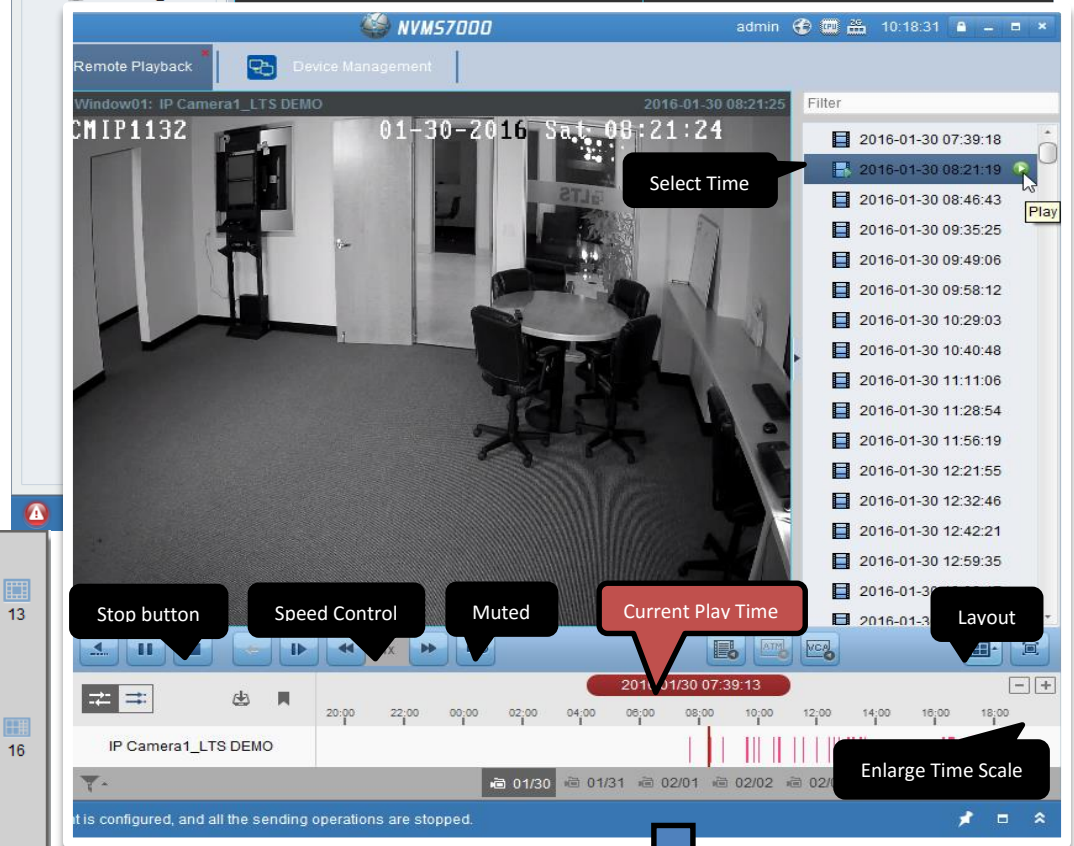 NVMS7000
admin
10:18:31
Remote Playback
Device Management
Window01: IP Camera1_LTS DEMO
2016-01-30 08:21:25
Filter
CMIP1132
01-30-2016 Sat 08:21:24
LTS
Select Time
2016-01-30 07:39:18
2016-01-30 08:21:19
Play
2016-01-30 08:46:43
2016-01-30 09:35:25
2016-01-30 09:49:06
2016-01-30 09:58:12
2016-01-30 10:29:03
2016-01-30 10:40:48
2016-01-30 11:11:06
2016-01-30 11:28:54
2016-01-30 11:56:19
2016-01-30 12:21:55
2016-01-30 12:32:46
2016-01-30 12:42:21
2016-01-30 12:59:35
13
Stop button
Speed Control
Muted
Current Play Time
Layout
ATM
VCA
2016/01/30 07:39:13
20:00 22:00 00:00 02:00 04:00 06:00 08:00 10:00 12:00 14:00 16:00 18:00
16
IP Camera1_LTS DEMO
Enlarge Time Scale
01/30 01/31 02/01 02/02
t is configured, and all the sending operations are stopped.